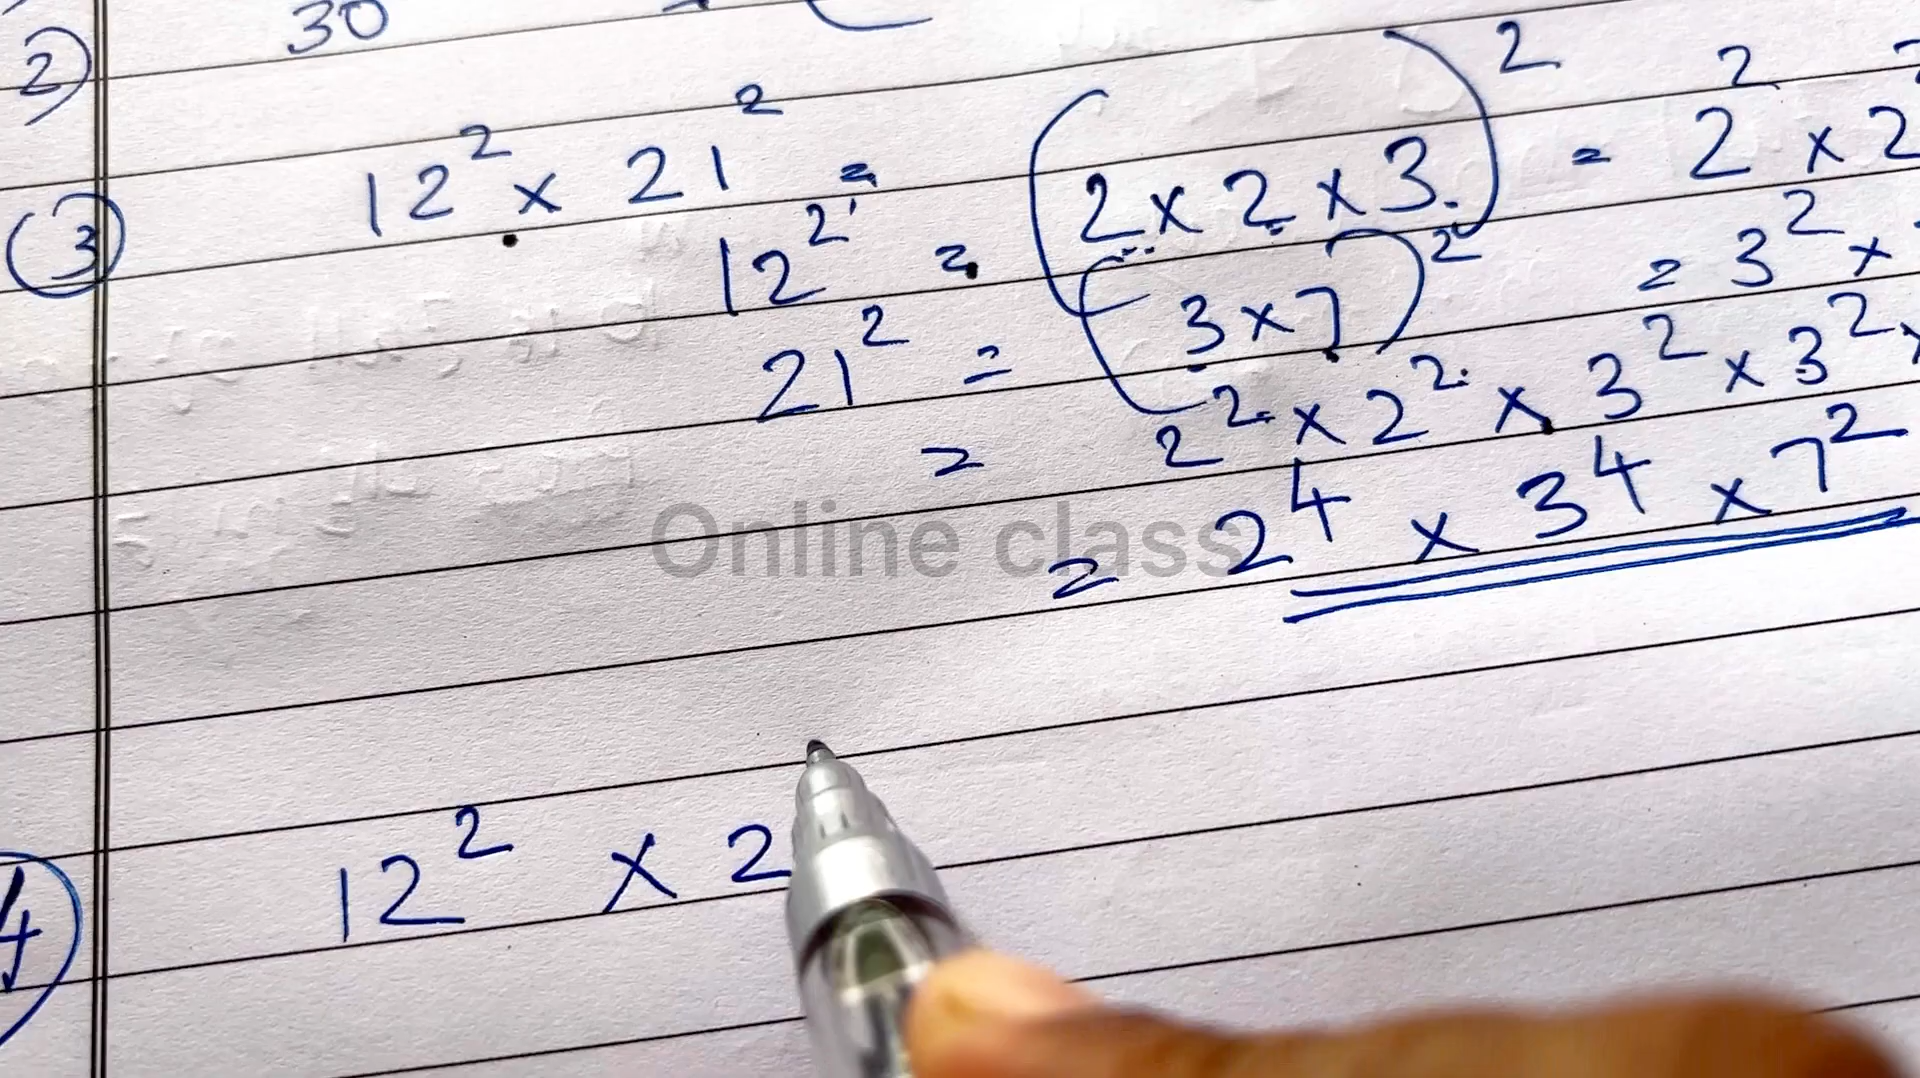 2) 30
3 12² × 21² =
12² = (2 × 2 × 3)² = 2² × 2
21² = (3 × 7)² = 3² ×
= 2² × 2² × 3² × 3² ×
= 2⁴ × 3⁴ × 7²
Online class
4 12² × 2